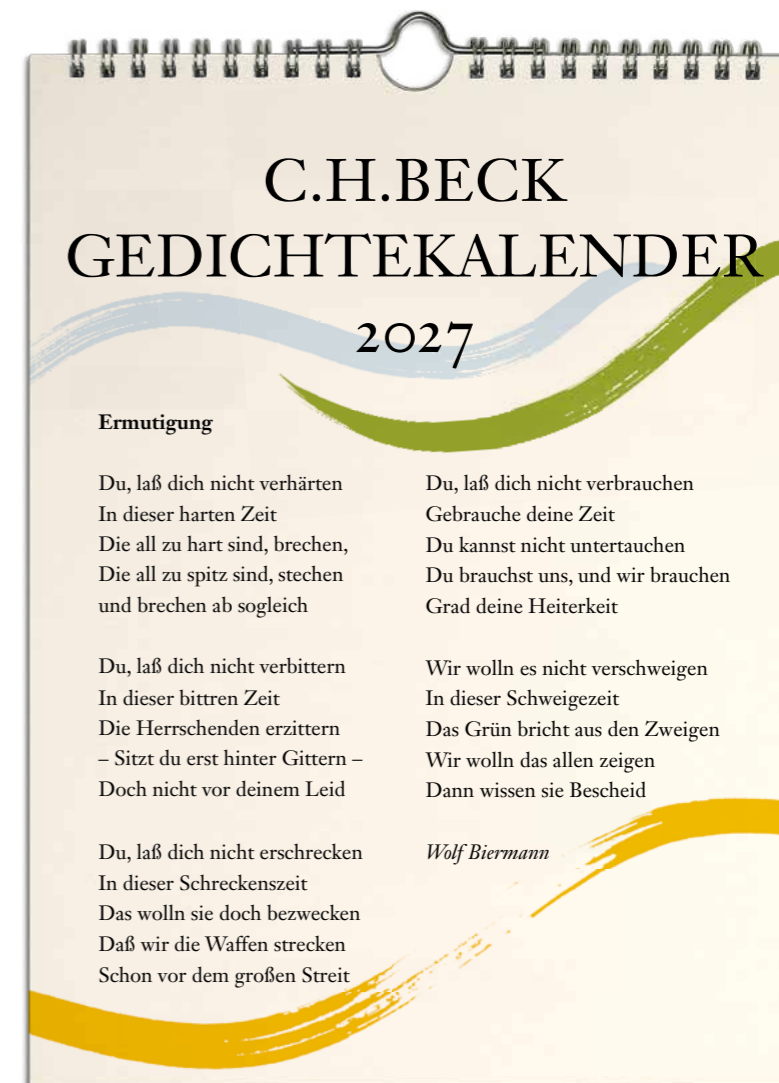 C.H.BECK
GEDICHTEKALENDER
2027
Ermutigung
Du, laß dich nicht verhärten
In dieser harten Zeit
Die all zu hart sind, brechen,
Die all zu spitz sind, stechen
und brechen ab sogleich
Du, laß dich nicht verbittern
In dieser bittren Zeit
Die Herrschenden erzittern
– Sitzt du erst hinter Gittern –
Doch nicht vor deinem Leid
Du, laß dich nicht erschrecken
In dieser Schreckenszeit
Das wolln sie doch bezwecken
Daß wir die Waffen strecken
Schon vor dem großen Streit
Du, laß dich nicht verbrauchen
Gebrauche deine Zeit
Du kannst nicht untertauchen
Du brauchst uns, und wir brauchen
Grad deine Heiterkeit
Wir wolln es nicht verschweigen
In dieser Schweigezeit
Das Grün bricht aus den Zweigen
Wir wolln das allen zeigen
Dann wissen sie Bescheid
Wolf Biermann